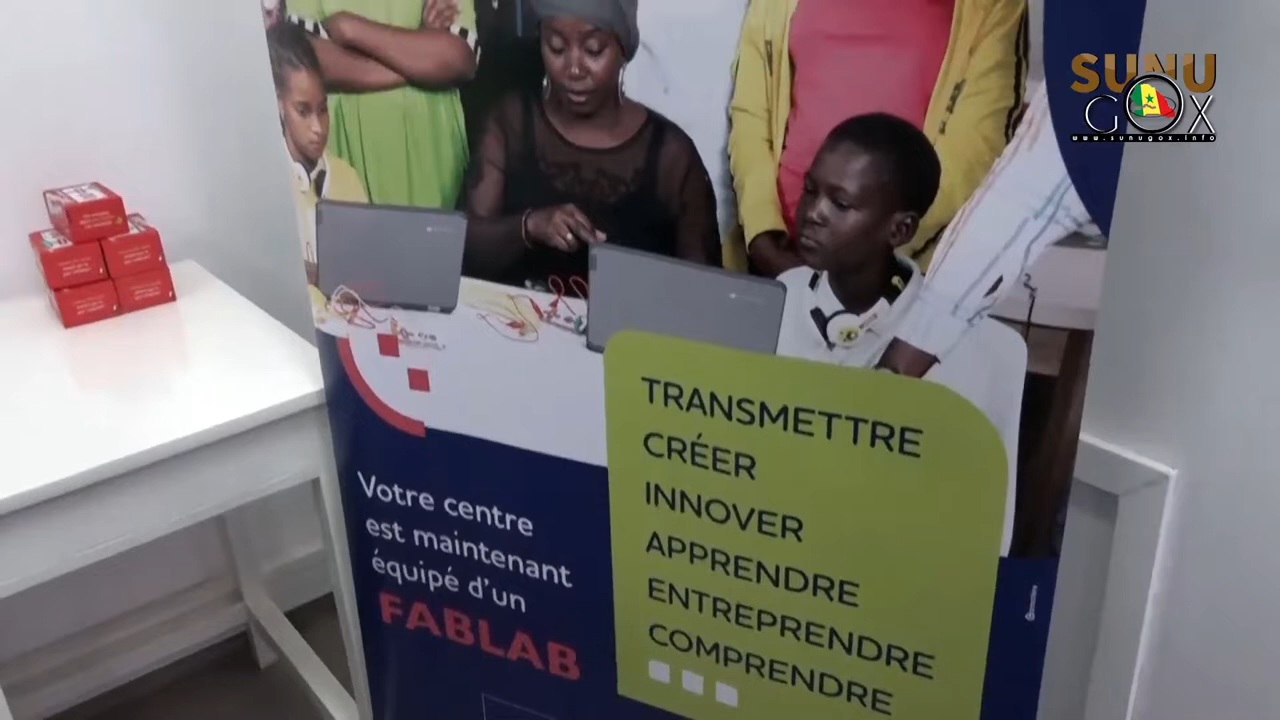 SUNU
GOX
www.sunugox.info
TRANSMETTRE
CRÉER
INNOVER
APPRENDRE
ENTREPRENDRE
COMPRENDRE
Votre centre
est maintenant
équipé d'un
FABLAB